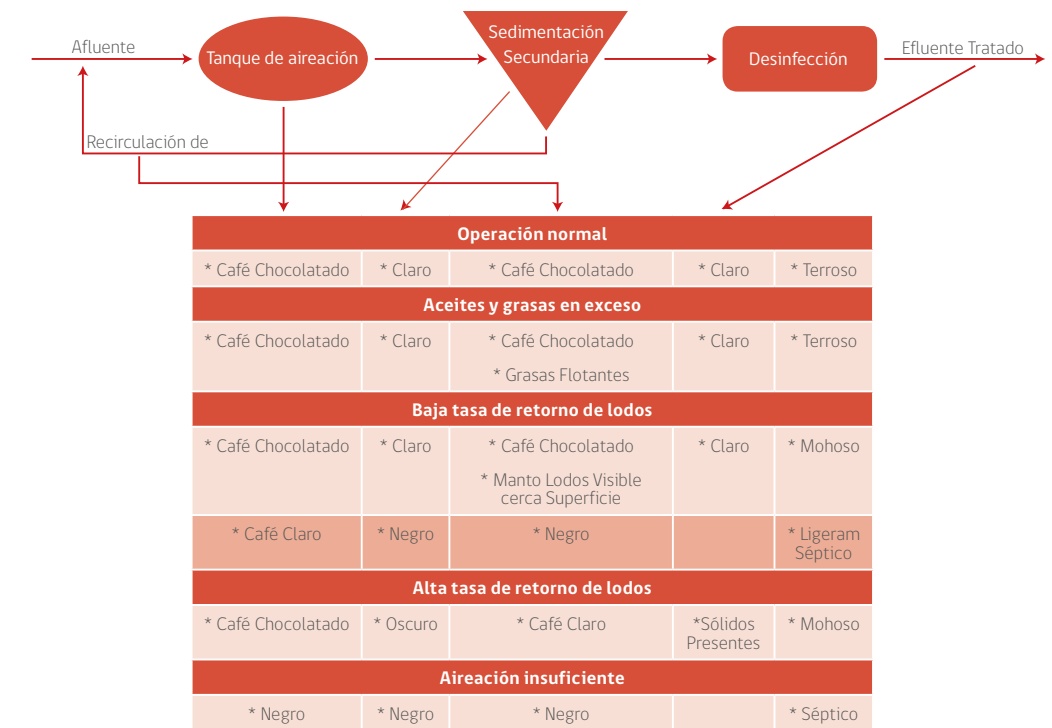 Afluente
Tanque de aireación
Sedimentación
Secundaria
Desinfección
Efluente Tratado
Recirculación de
Operación normal
* Café Chocolatado
* Claro
* Café Chocolatado
* Claro
* Terroso
Aceites y grasas en exceso
* Café Chocolatado
* Claro
* Café Chocolatado
* Grasas Flotantes
* Claro
* Terroso
Baja tasa de retorno de lodos
* Café Chocolatado
* Claro
* Café Chocolatado
* Manto Lodos Visible
cerca Superficie
* Claro
* Mohoso
* Café Claro
* Negro
* Negro
* Ligeram
Séptico
Alta tasa de retorno de lodos
* Café Chocolatado
* Oscuro
* Café Claro
*Sólidos
Presentes
* Mohoso
Aireación insuficiente
* Negro
* Negro
* Negro
* Séptico